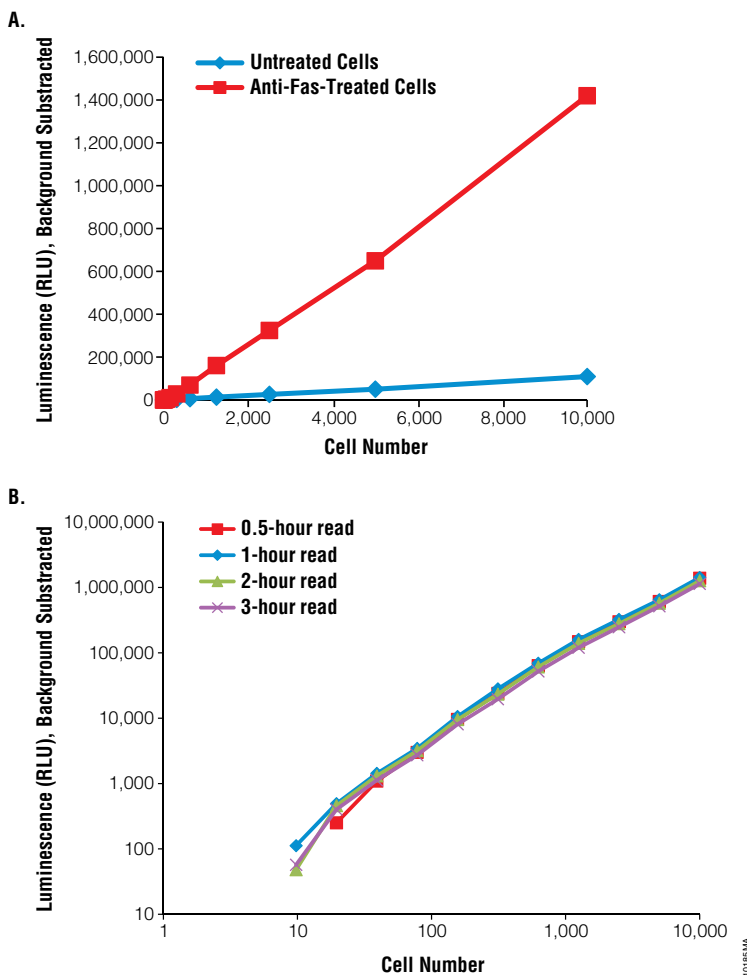 A.
Luminescence (RLU), Background Substracted
1,600,000
1,400,000
1,200,000
1,000,000
800,000
600,000
400,000
200,000
0
Untreated Cells
Anti-Fas-Treated Cells
0 2,000 4,000 6,000 8,000 10,000
Cell Number
B.
Luminescence (RLU), Background Substracted
10,000,000
1,000,000
100,000
10,000
1,000
100
10
0.5-hour read
1-hour read
2-hour read
3-hour read
1 10 100 1,000 10,000
Cell Number